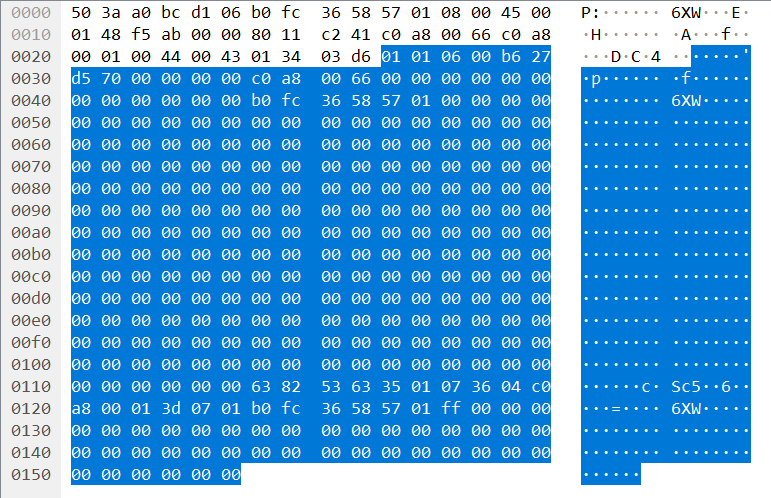 0000 50 3a a0 bc d1 06 b0 fc 36 58 57 01 08 00 45 00 P:······ 6XW···E·
0010 01 48 f5 ab 00 00 80 11 c2 41 c0 a8 00 66 c0 a8 ·H······ ·A···f··
0020 00 01 00 44 00 43 01 34 03 d6 01 01 06 00 b6 27 ···D·C·4 ·······'
0030 d5 70 00 00 00 00 c0 a8 00 66 00 00 00 00 00 00 ·p······ ·f······
0040 00 00 00 00 00 00 b0 fc 36 58 57 01 00 00 00 00 ········ 6XW·····
0050 00 00 00 00 00 00 00 00 00 00 00 00 00 00 00 00 ········ ········
0060 00 00 00 00 00 00 00 00 00 00 00 00 00 00 00 00 ········ ········
0070 00 00 00 00 00 00 00 00 00 00 00 00 00 00 00 00 ········ ········
0080 00 00 00 00 00 00 00 00 00 00 00 00 00 00 00 00 ········ ········
0090 00 00 00 00 00 00 00 00 00 00 00 00 00 00 00 00 ········ ········
00a0 00 00 00 00 00 00 00 00 00 00 00 00 00 00 00 00 ········ ········
00b0 00 00 00 00 00 00 00 00 00 00 00 00 00 00 00 00 ········ ········
00c0 00 00 00 00 00 00 00 00 00 00 00 00 00 00 00 00 ········ ········
00d0 00 00 00 00 00 00 00 00 00 00 00 00 00 00 00 00 ········ ········
00e0 00 00 00 00 00 00 00 00 00 00 00 00 00 00 00 00 ········ ········
00f0 00 00 00 00 00 00 00 00 00 00 00 00 00 00 00 00 ········ ········
0100 00 00 00 00 00 00 00 00 00 00 00 00 00 00 00 00 ········ ········
0110 00 00 00 00 00 00 63 82 53 63 35 01 07 36 04 c0 ······c· Sc5··6··
0120 a8 00 01 3d 07 01 b0 fc 36 58 57 01 ff 00 00 00 ···=···· 6XW·····
0130 00 00 00 00 00 00 00 00 00 00 00 00 00 00 00 00 ········ ········
0140 00 00 00 00 00 00 00 00 00 00 00 00 00 00 00 00 ········ ········
0150 00 00 00 00 00 00 ······